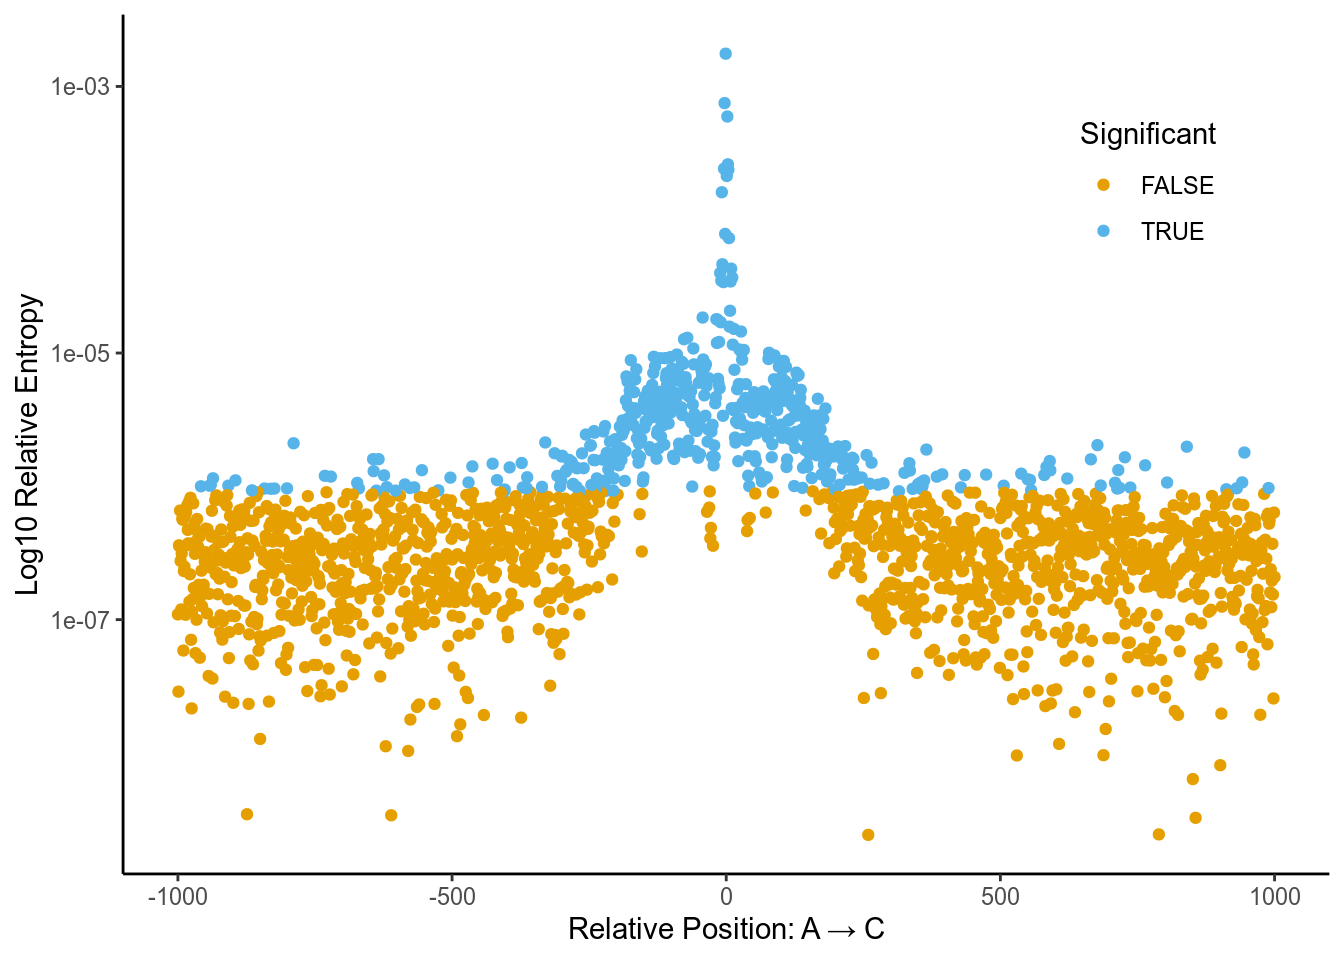 Log10 Relative Entropy
1e-03
1e-05
1e-07
Significant
FALSE
TRUE
-1000
-500
0
500
1000
Relative Position: A → C